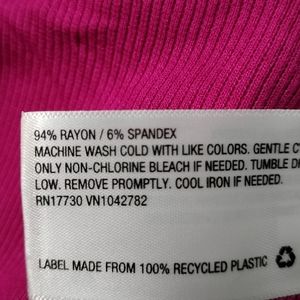 94% RAYON / 6% SPANDEX
MACHINE WASH COLD WITH LIKE COLORS. GENTLE
ONLY NON-CHLORINE BLEACH IF NEEDED. TUMBLE
LOW. REMOVE PROMPTLY. COOL IRON IF NEEDED.
RN17730 VN1042782
LABEL MADE FROM 100% RECYCLED PLASTIC